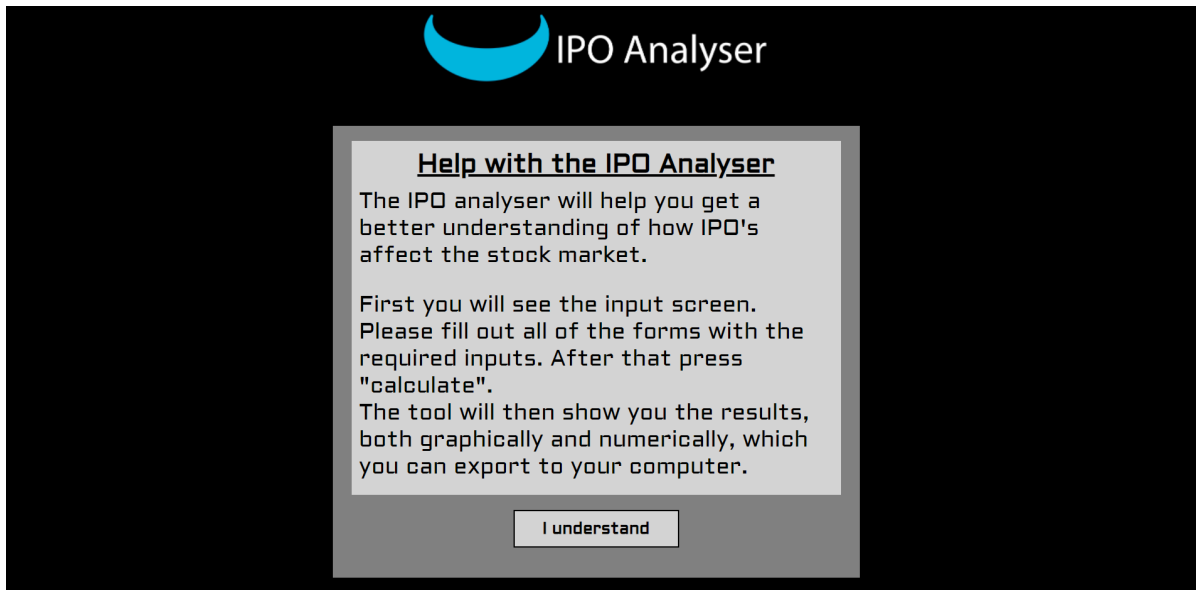 IPO Analyser
Help with the IPO Analyser
The IPO analyser will help you get a
better understanding of how IPO's
affect the stock market.
First you will see the input screen.
Please fill out all of the forms with the
required inputs. After that press
"calculate".
The tool will then show you the results,
both graphically and numerically, which
you can export to your computer.
I understand